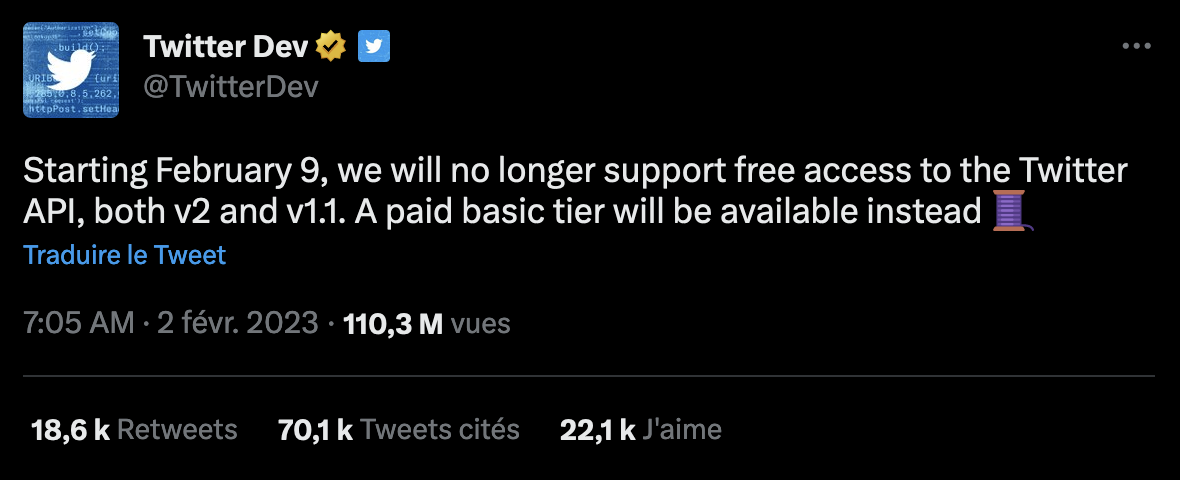 Twitter Dev
@TwitterDev
Starting February 9, we will no longer support free access to the Twitter
API, both v2 and v1.1. A paid basic tier will be available instead 🧵
Traduire le Tweet
7:05 AM · 2 févr. 2023 · 110,3 M vues
18,6 k Retweets 70,1 k Tweets cités 22,1 k J'aime